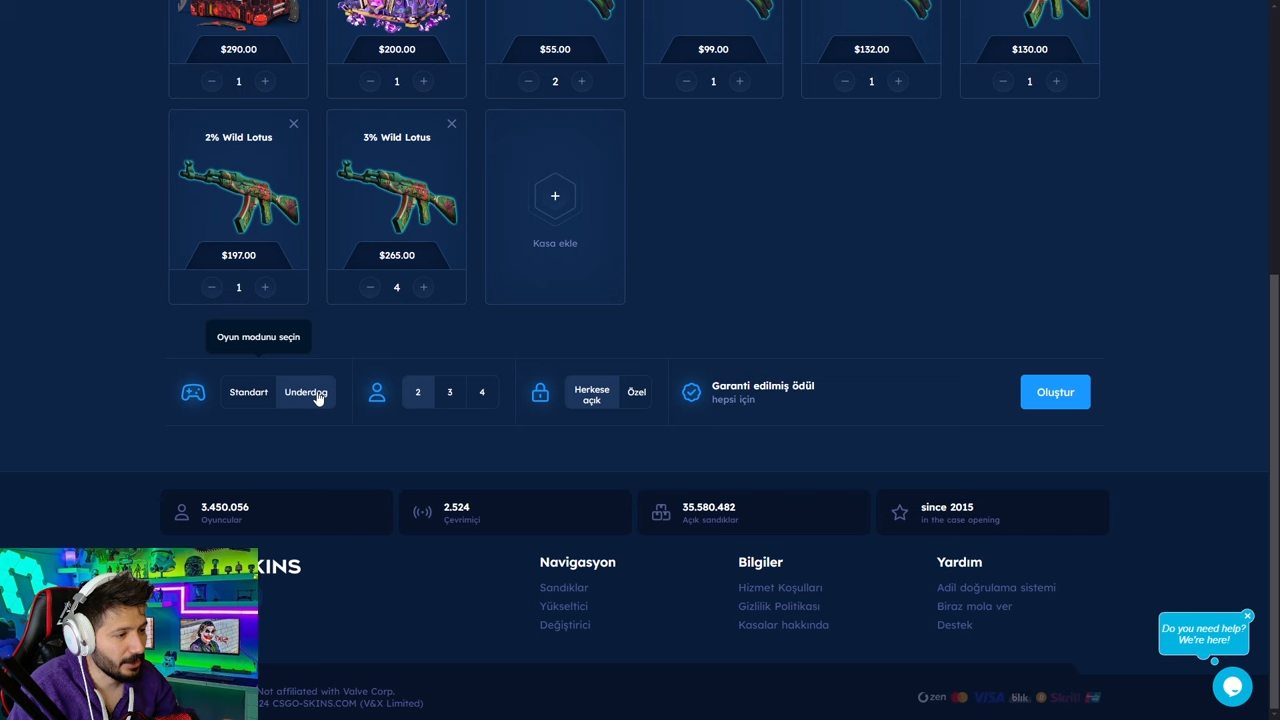 $290.00
$200.00
$55.00
$99.00
$132.00
$130.00
1
1
2
1
1
1
2% Wild Lotus
3% Wild Lotus
$197.00
$265.00
Kasa ekle
1
4
Oyun modunu seçin
Standart
Underdog
2
3
4
Herkese
açık
Özel
Garanti edilmiş ödül
hepsi için
Oluştur
3.450.056
Oyuncular
2.524
Çevrimiçi
35.580.482
Açık sandıklar
since 2015
in the case opening
KINS
Navigasyon
Sandıklar
Yükseltici
Değiştirici
Bilgiler
Hizmet Koşulları
Gizlilik Politikası
Kasalar hakkında
Yardım
Adil doğrulama sistemi
Biraz mola ver
Destek
Do you need help?
We're here!
Not affiliated with Valve Corp.
24 CSGO-SKINS.COM (V&X Limited)
zen
VISA
blik
Skrill